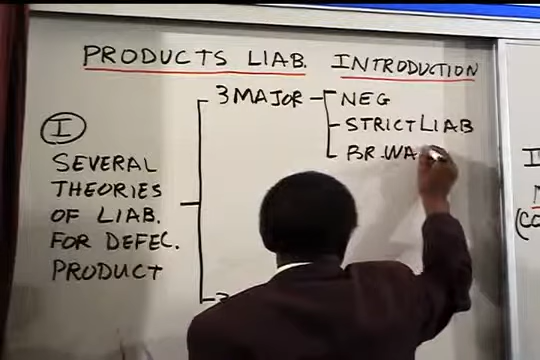 PRODUCTS LIAB. INTRODUCTION
I
SEVERAL
THEORIES
OF LIAB.
FOR DEFEC.
PRODUCT
3 MAJOR
NEG
STRICT LIAB
BR. WA